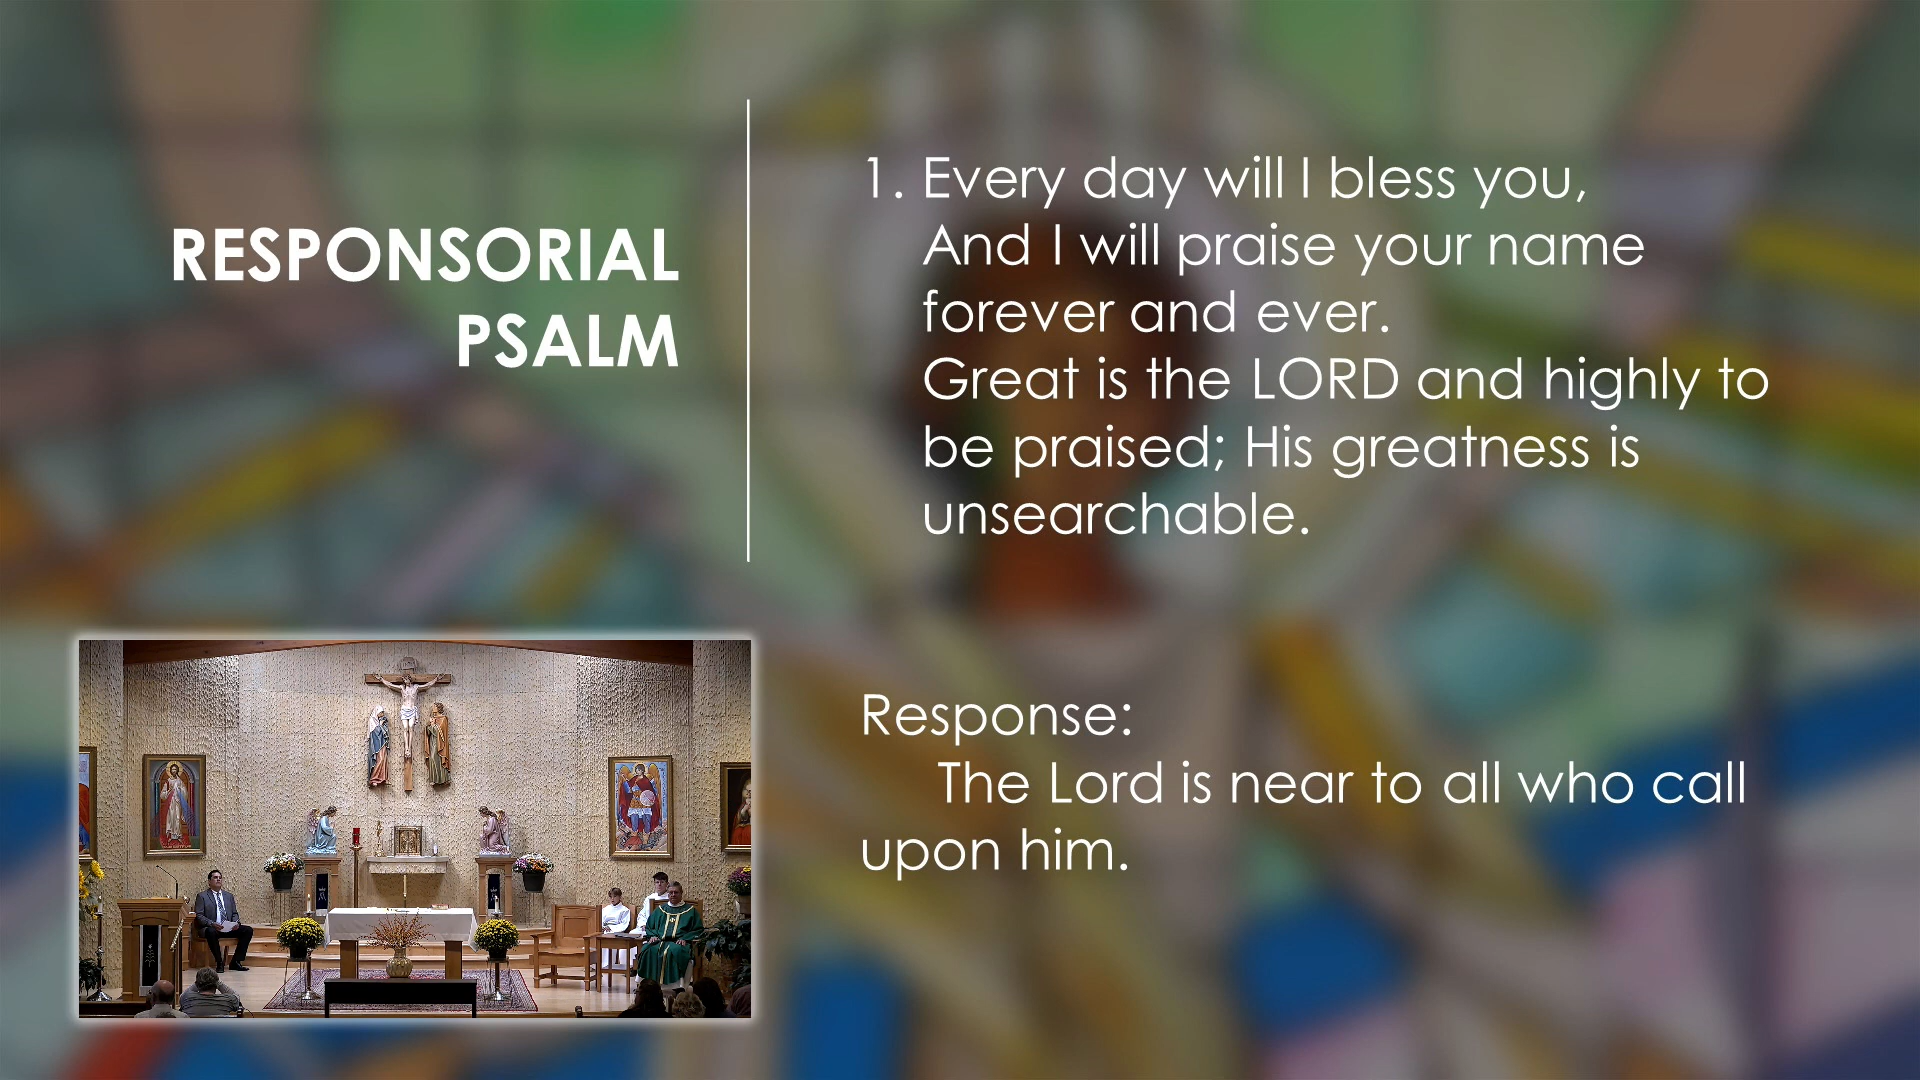 RESPONSORIAL
PSALM
1. Every day will I bless you,
And I will praise your name
forever and ever.
Great is the LORD and highly to
be praised; His greatness is
unsearchable.
Response:
The Lord is near to all who call
upon him.